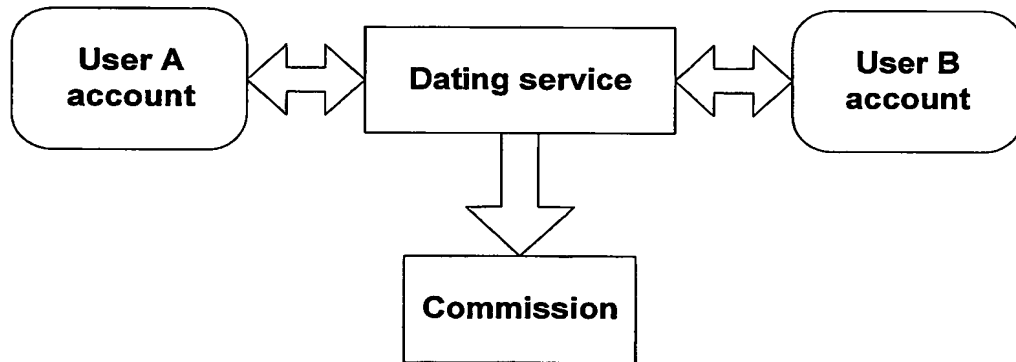 User A
account
Dating service
User B
account
Commission